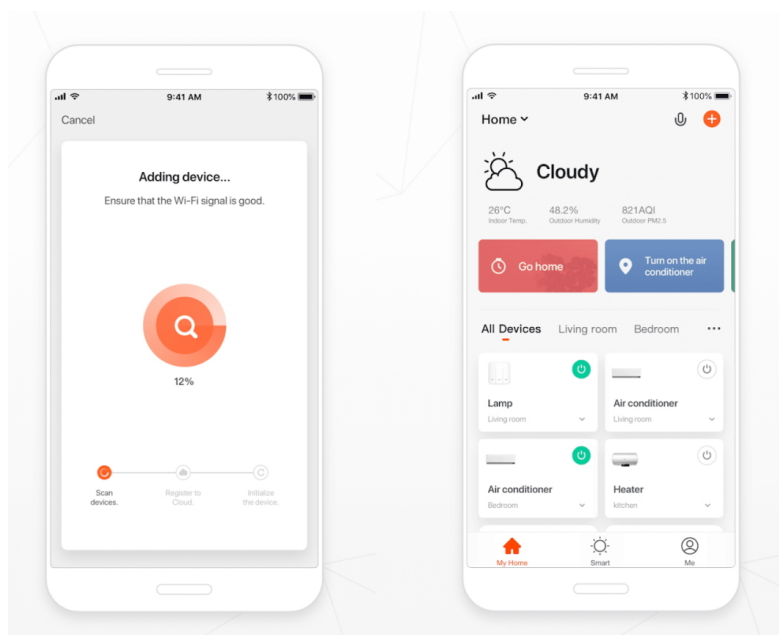 9:41 AM
100%
Cancel
Adding device...
Ensure that the Wi-Fi signal is good.
12%
Scan
devices.
Register to
Cloud.
Initialize
the device.
9:41 AM
100%
Home
Cloudy
26°C
Indoor Temp.
48.2%
Outdoor Humidity
821AQI
Outdoor PM2.5
Go home
Turn on the air
conditioner
All Devices
Living room
Bedroom
Lamp
Living room
Air conditioner
Living room
Air conditioner
Bedroom
Heater
kitchen
My Home
Smart
Me